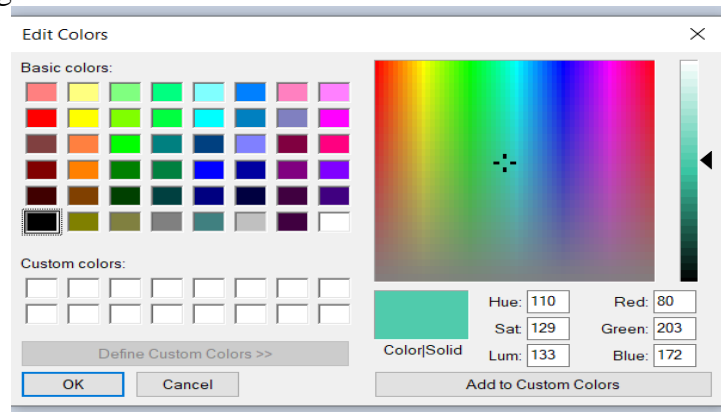 Edit Colors
Basic colors:
Custom colors:
Define Custom Colors >>
OK Cancel
Color|Solid
Hue: 110 Red: 80
Sat: 129 Green: 203
Lum: 133 Blue: 172
Add to Custom Colors